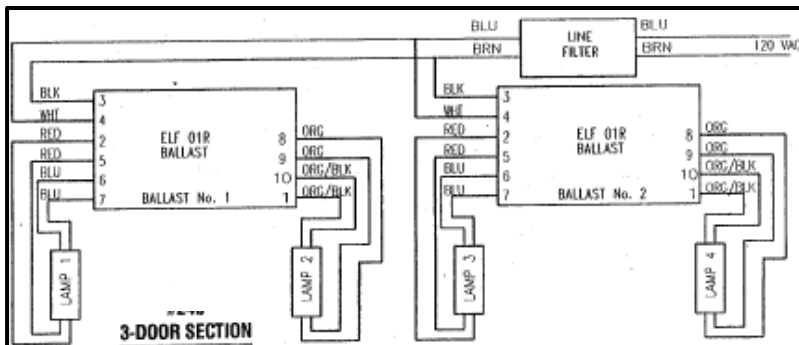 BLU
BRN
LINE
FILTER
BLU
BRN
120 VAC
BLK 3
WHT 4
RED 2
RED 5
BLU 6
BLU 7
ELF 01R
BALLAST
BALLAST No. 1
8 ORG
9 ORG
10 ORG/BLK
1 ORG/BLK
BLK 3
WHT 4
RED 2
RED 5
BLU 6
BLU 7
ELF 01R
BALLAST
BALLAST No. 2
8 ORG
9 ORG
10 ORG/BLK
1 ORG/BLK
LAMP 1
LAMP 2
LAMP 3
LAMP 4
3-DOOR SECTION